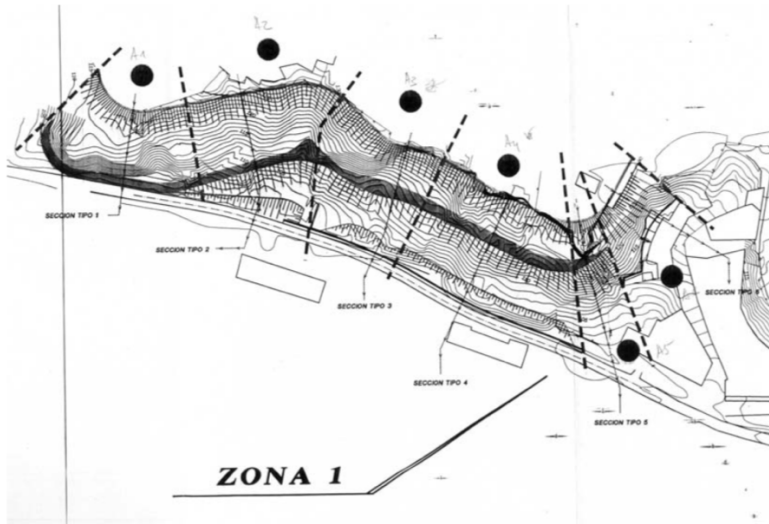 A1
A2
A3
A4
SECCION TIPO 1
SECCION TIPO 2
SECCION TIPO 3
SECCION TIPO 4
SECCION TIPO 5
SECCION TIPO 6
A5
ZONA 1